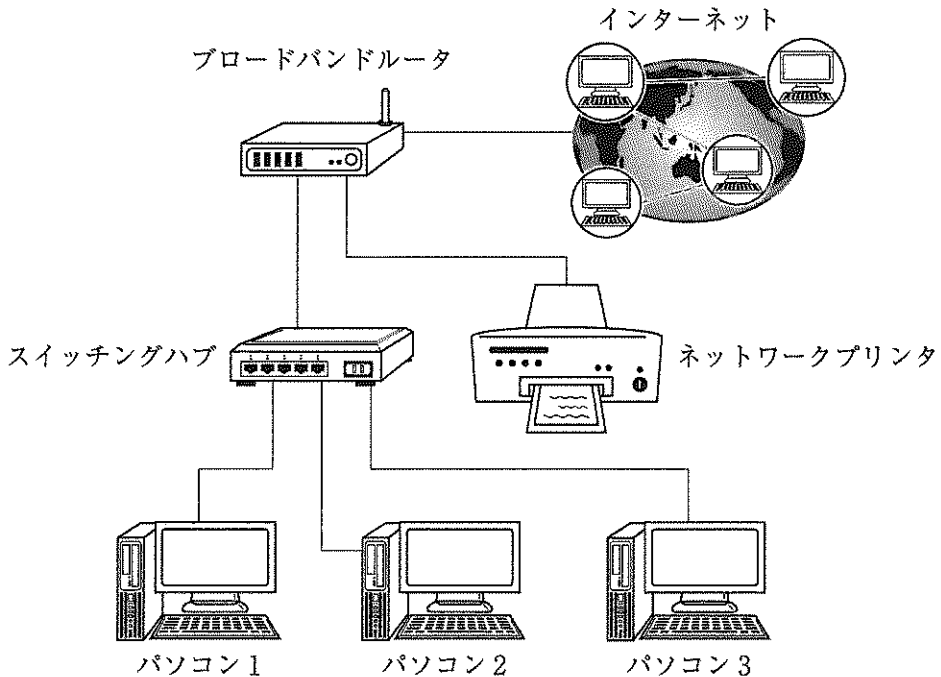 インターネット
ブロードバンドルータ
スイッチングハブ
ネットワークプリンタ
パソコン1
パソコン2
パソコン3